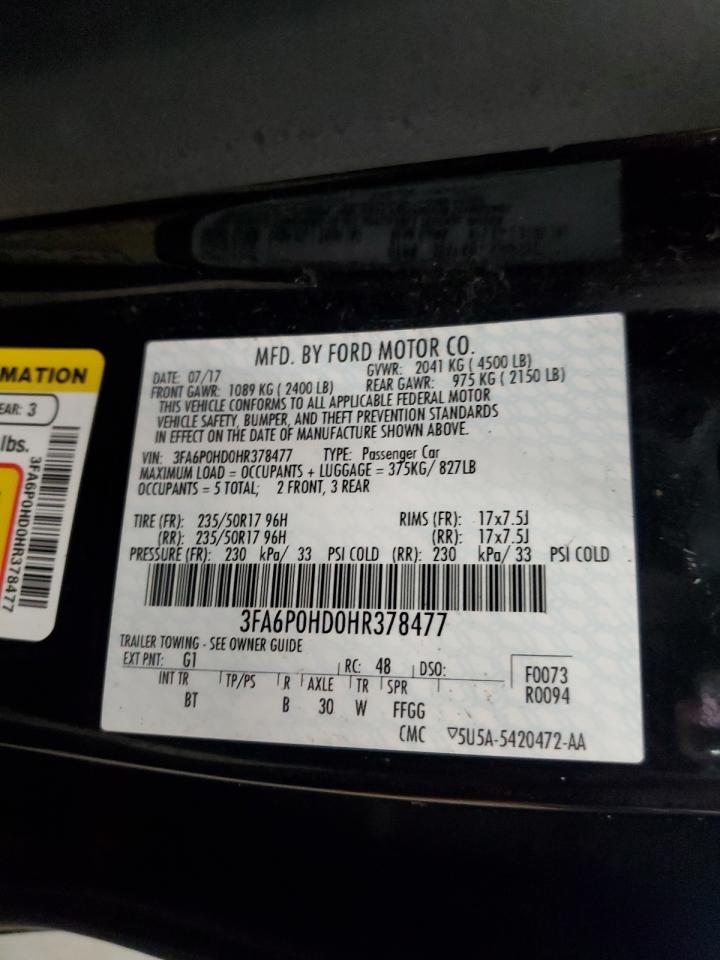 MATION
EAR: 3
lbs.
3FA6P0HD0HR378477
MFD. BY FORD MOTOR CO.
DATE: 07/17 GVWR: 2041 KG ( 4500 LB)
FRONT GAWR: 1089 KG ( 2400 LB) REAR GAWR: 975 KG ( 2150 LB)
THIS VEHICLE CONFORMS TO ALL APPLICABLE FEDERAL MOTOR
VEHICLE SAFETY, BUMPER, AND THEFT PREVENTION STANDARDS
IN EFFECT ON THE DATE OF MANUFACTURE SHOWN ABOVE.
VIN: 3FA6P0HD0HR378477 TYPE: Passenger Car
MAXIMUM LOAD = OCCUPANTS + LUGGAGE = 375KG/ 827LB
OCCUPANTS = 5 TOTAL; 2 FRONT, 3 REAR
TIRE (FR): 235/50R17 96H RIMS (FR): 17x7.5J
(RR): 235/50R17 96H (RR): 17x7.5J
PRESSURE (FR): 230 kPa/ 33 PSI COLD (RR): 230 kPa/ 33 PSI COLD
3FA6P0HD0HR378477
TRAILER TOWING - SEE OWNER GUIDE
EXT PNT: G1 RC: 48 DSO: F0073
INT TR TP/PS R AXLE TR SPR R0094
BT B 30 W FFGG
CMC ▽5U5A-5420472-AA